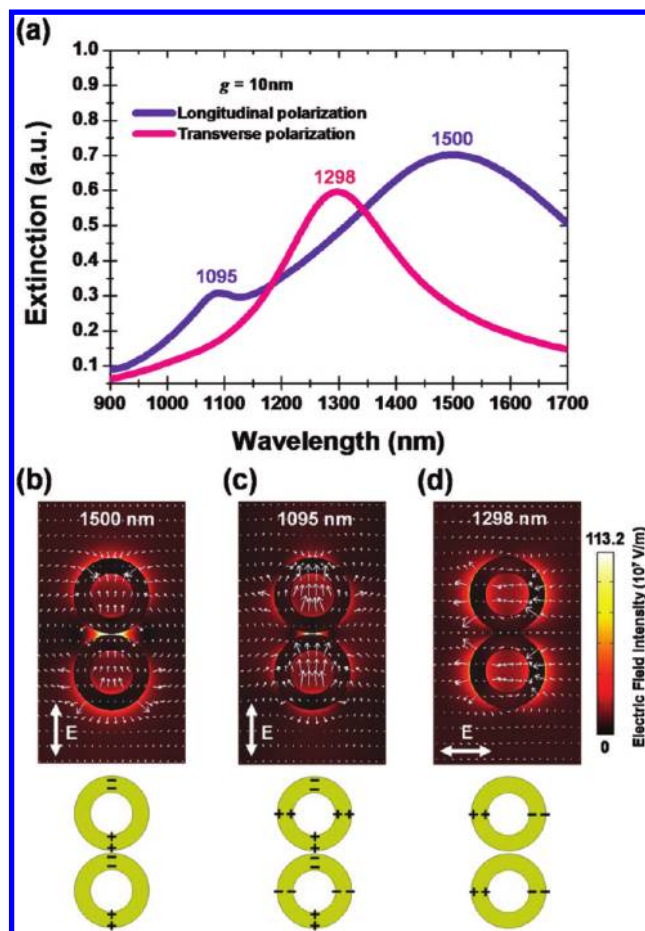 (a)
g = 10nm
Longitudinal polarization
Transverse polarization
1500
1298
1095
Extinction (a.u.)
1.0
0.9
0.8
0.7
0.6
0.5
0.4
0.3
0.2
0.1
900 1000 1100 1200 1300 1400 1500 1600 1700
Wavelength (nm)
(b) (c) (d)
1500 nm 1095 nm 1298 nm
113.2
Electric Field Intensity (10⁷ V/m)
0
E E E
− −
− −
+ + + +
+ +
+ +
− −
− −
+ + − −
+ +
+ +
− −
− −
− − − −
+ +
+ +
+ + − −